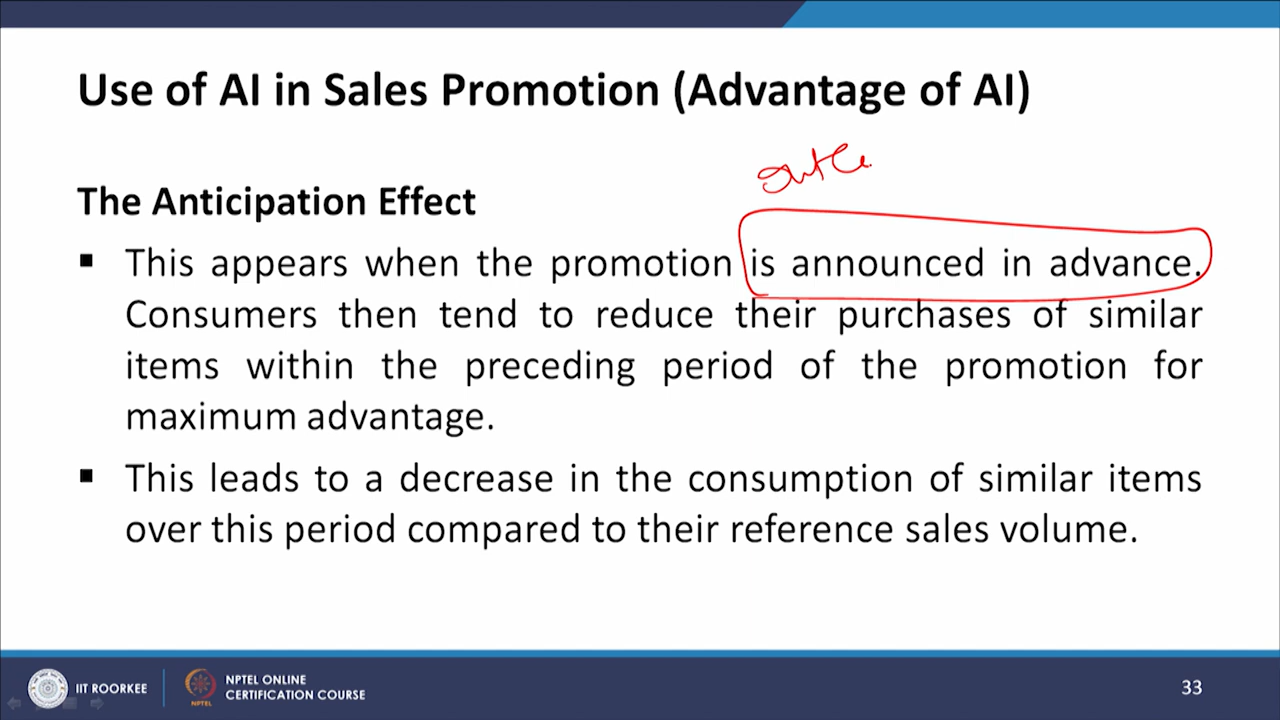 Use of AI in Sales Promotion (Advantage of AI)
The Anticipation Effect
▪ This appears when the promotion is announced in advance.
Consumers then tend to reduce their purchases of similar
items within the preceding period of the promotion for
maximum advantage.
▪ This leads to a decrease in the consumption of similar items
over this period compared to their reference sales volume.
IIT ROORKEE
NPTEL
NPTEL ONLINE
CERTIFICATION COURSE
33